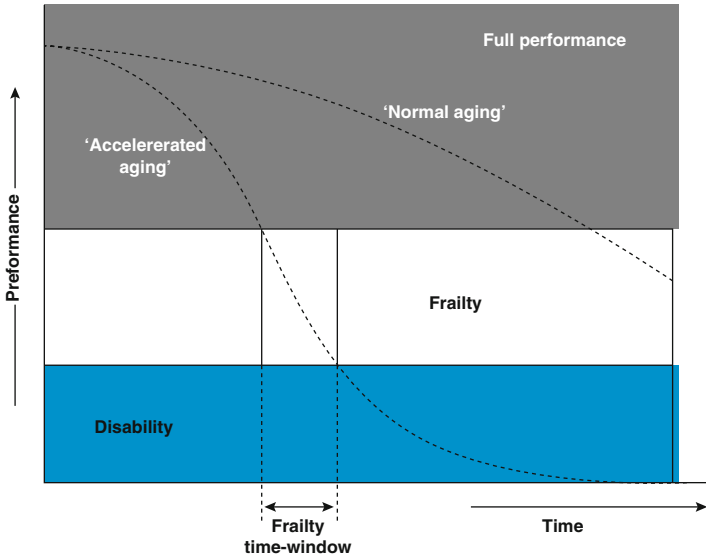 Full performance
‘Normal aging’
‘Accelererated
aging’
Preformance
Frailty
Disability
Frailty
time-window
Time